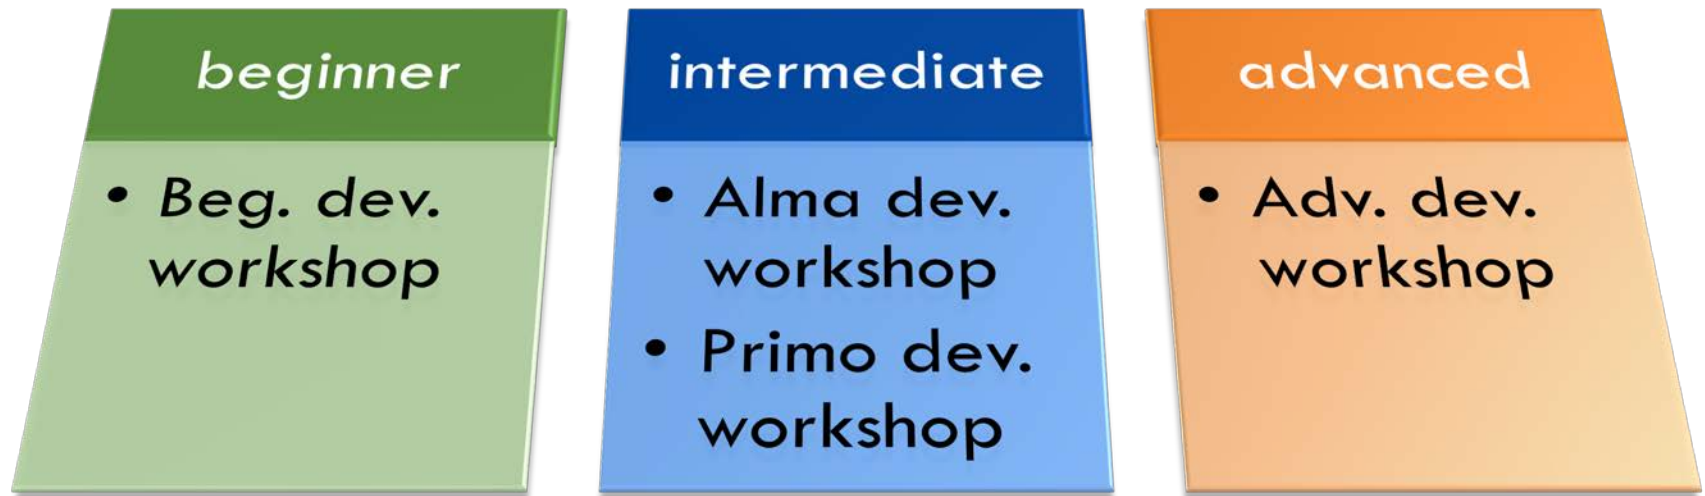 beginner
• Beg. dev.
workshop
intermediate
• Alma dev.
workshop
• Primo dev.
workshop
advanced
• Adv. dev.
workshop